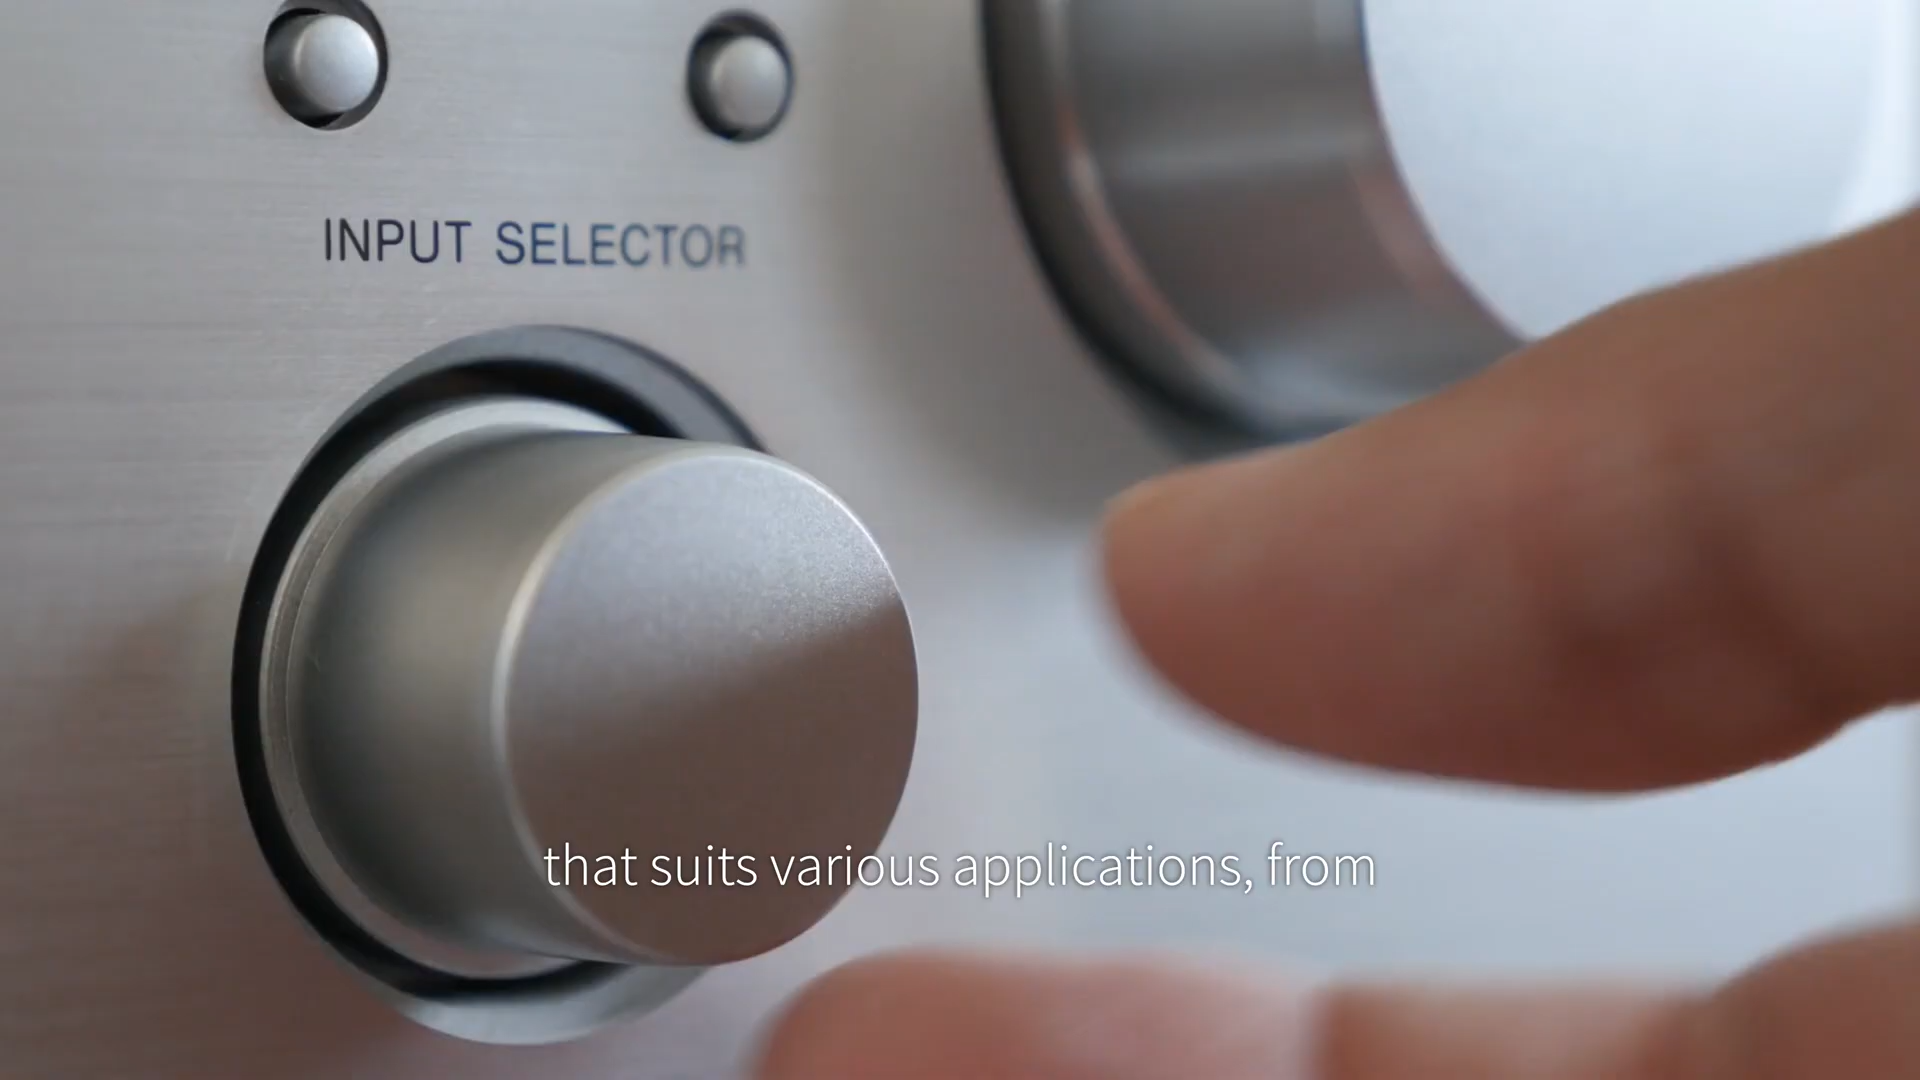 INPUT SELECTOR
that suits various applications, from